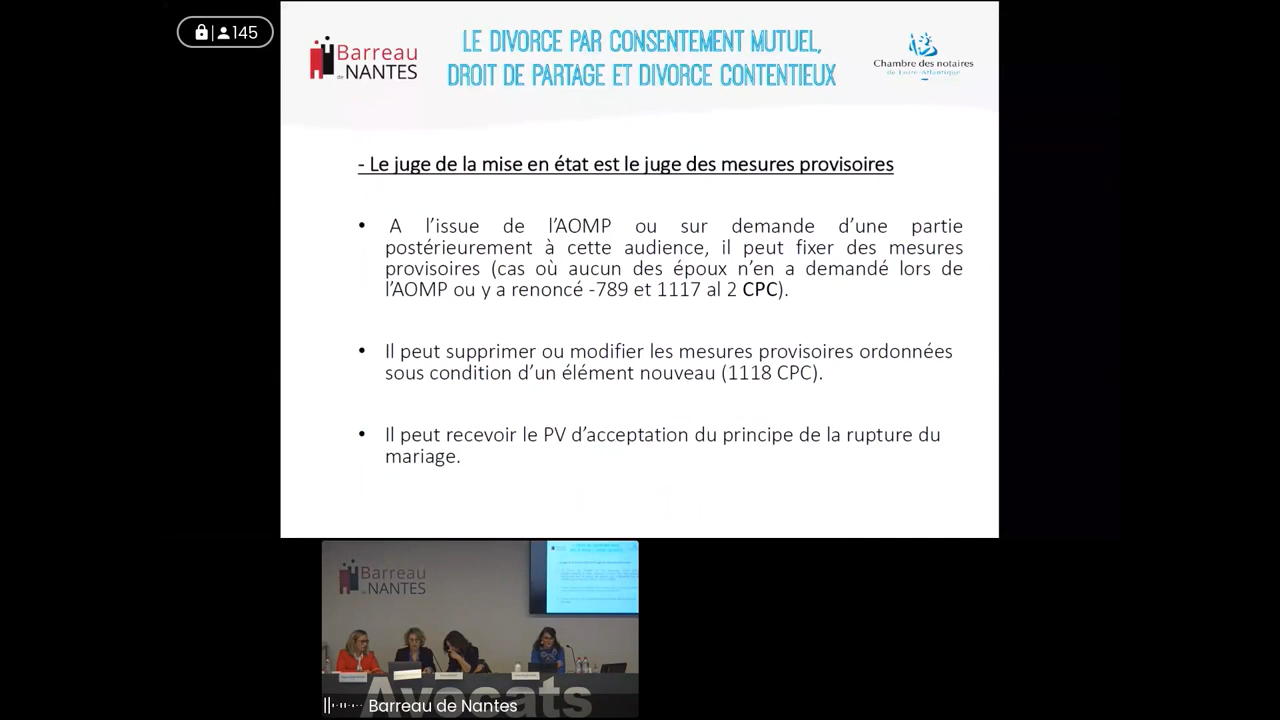 145
Barreau
de NANTES
LE DIVORCE PAR CONSENTEMENT MUTUEL,
DROIT DE PARTAGE ET DIVORCE CONTENTIEUX
Chambre des notaires
de Loire-Atlantique
- Le juge de la mise en état est le juge des mesures provisoires
• A l’issue de l’AOMP ou sur demande d’une partie
postérieurement à cette audience, il peut fixer des mesures
provisoires (cas où aucun des époux n’en a demandé lors de
l’AOMP ou y a renoncé -789 et 1117 al 2 CPC).
• Il peut supprimer ou modifier les mesures provisoires ordonnées
sous condition d’un élément nouveau (1118 CPC).
• Il peut recevoir le PV d’acceptation du principe de la rupture du
mariage.
Barreau
de NANTES
Avocats
Barreau de Nantes